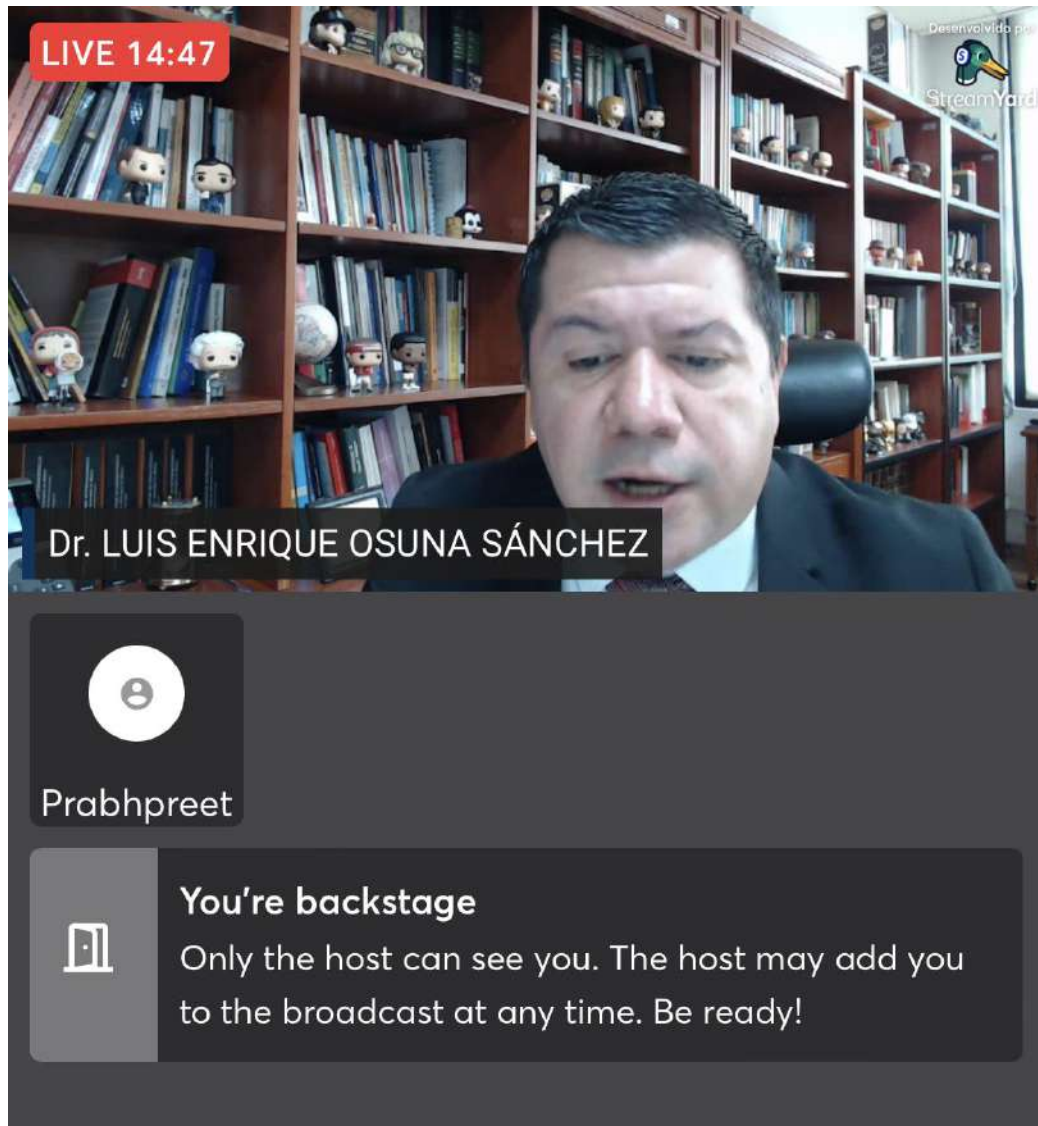 LIVE 14:47
Desenvolvido por
StreamYard
Dr. LUIS ENRIQUE OSUNA SÁNCHEZ
Prabhpreet
You're backstage
Only the host can see you. The host may add you
to the broadcast at any time. Be ready!